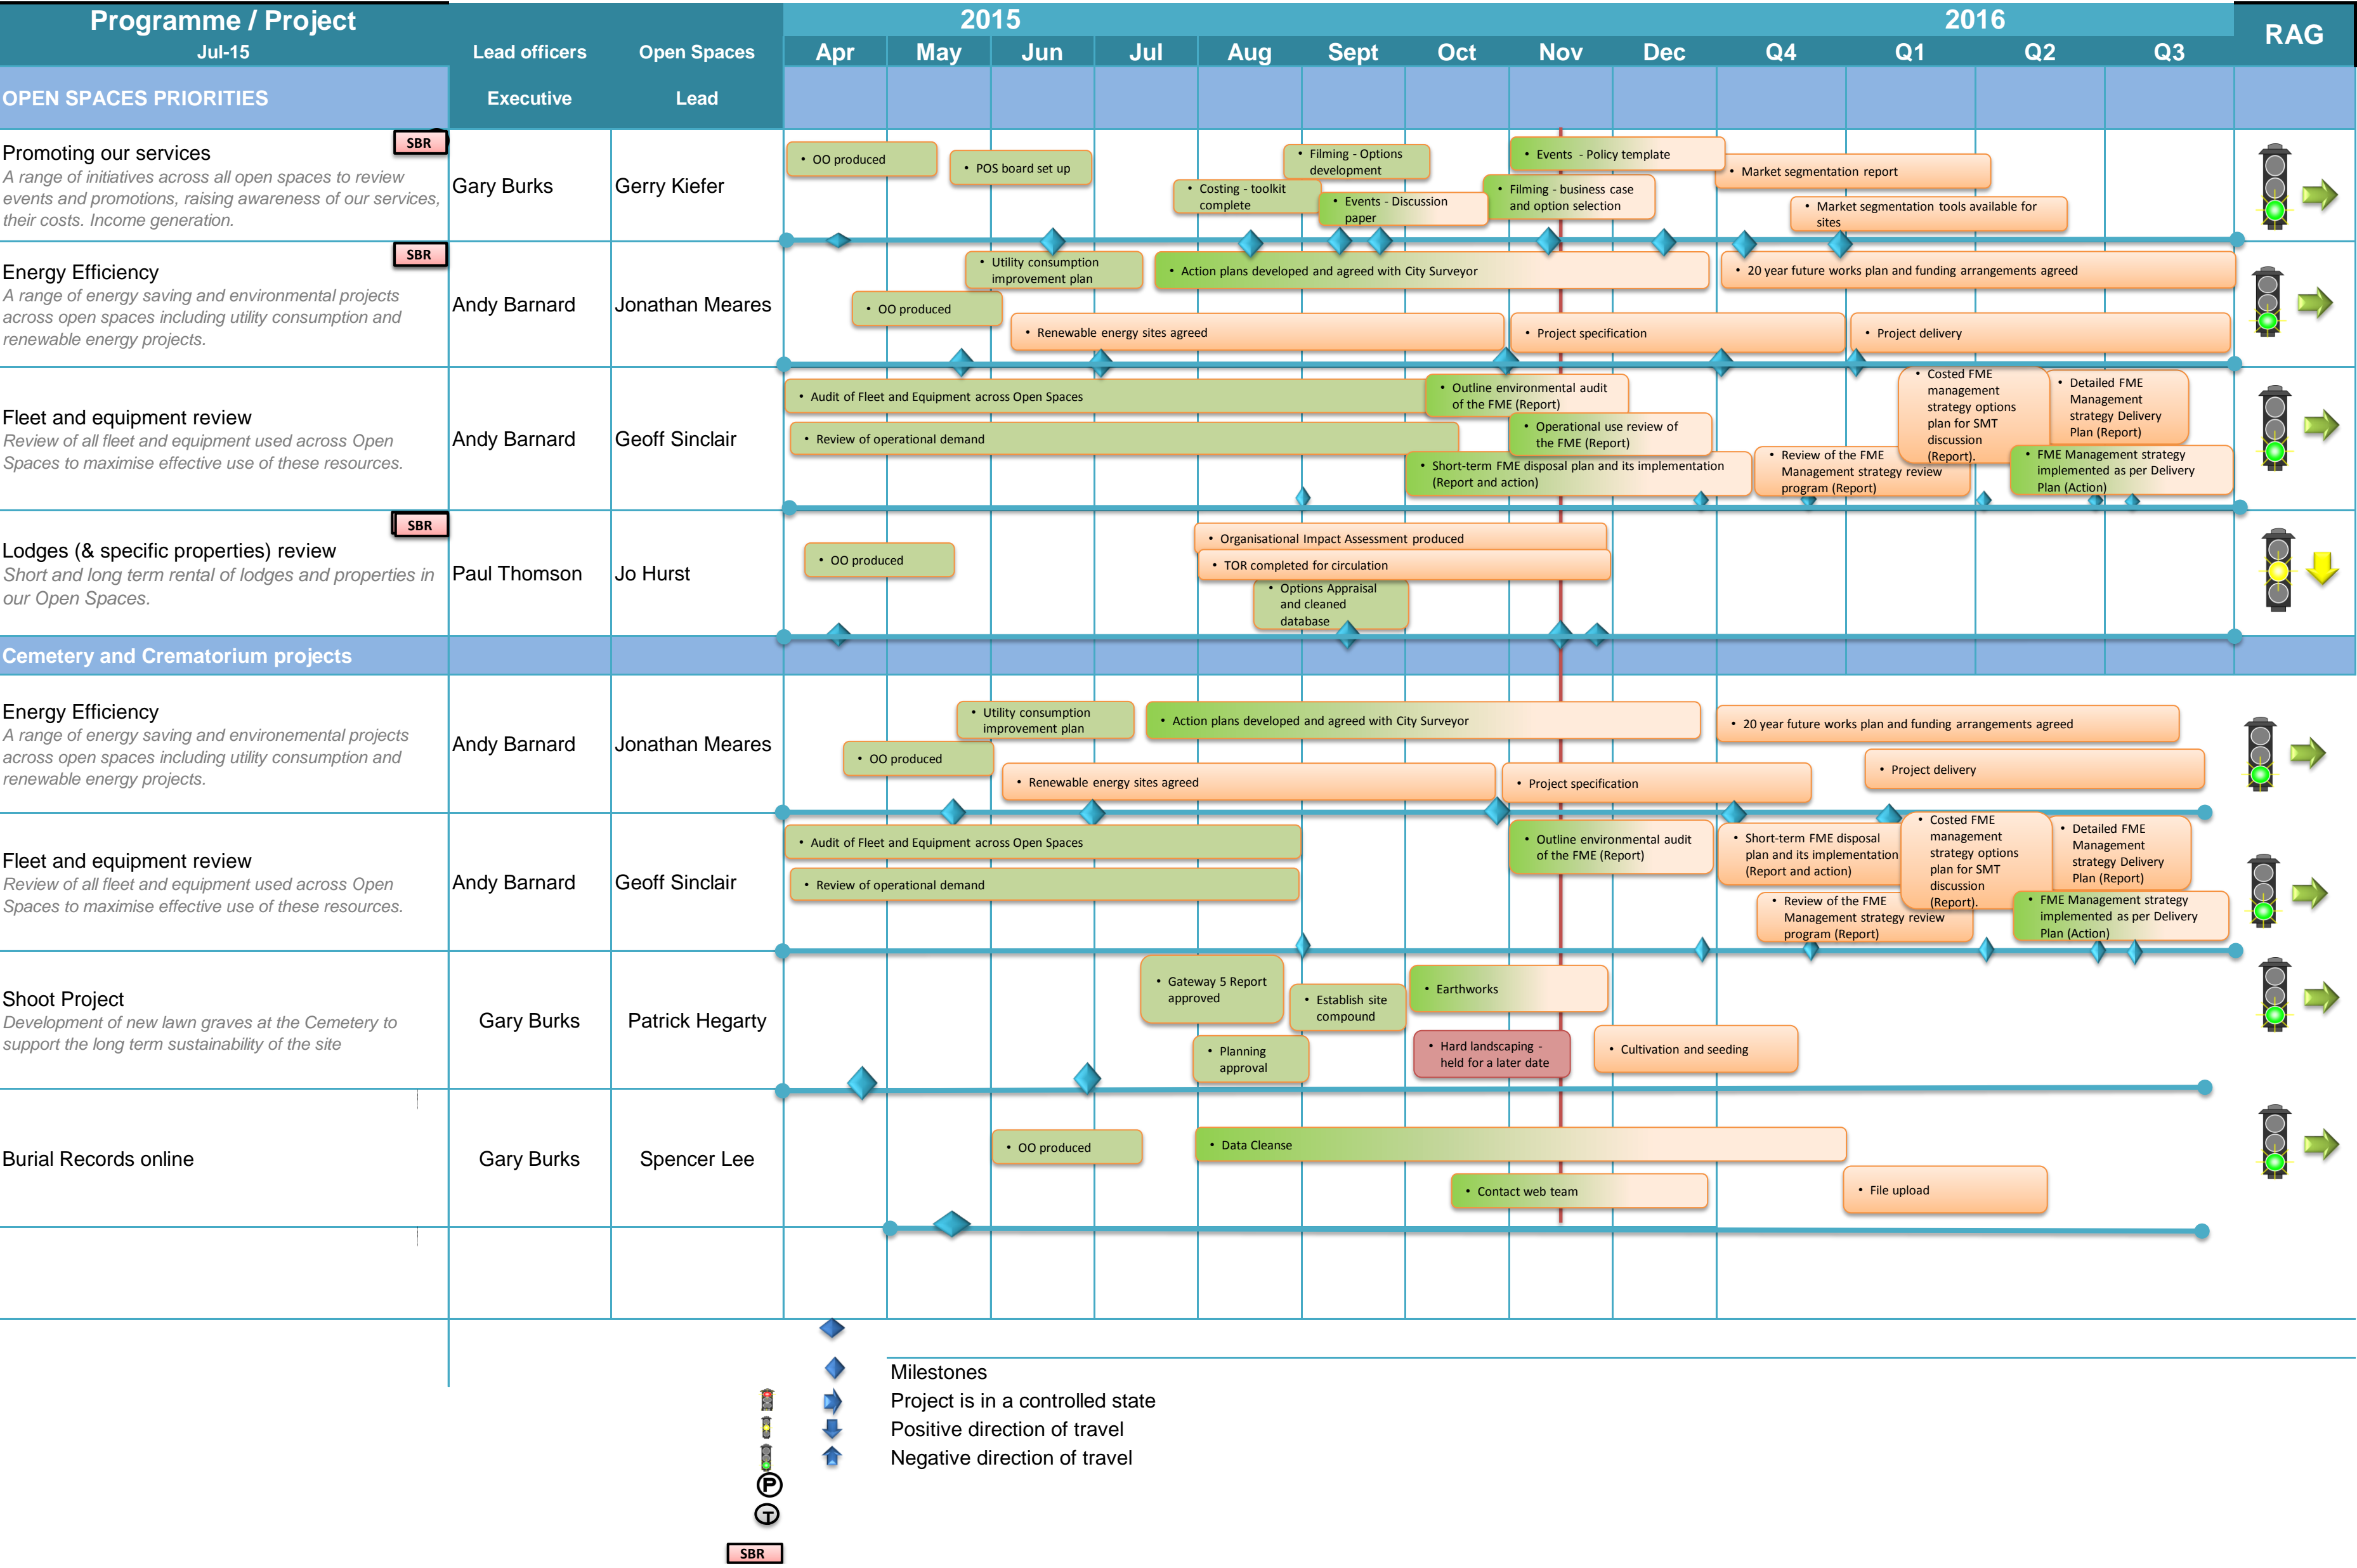 Programme / Project
Jul-15
Lead officers
Open Spaces
2015
2016
RAG
Apr
May
Jun
Jul
Aug
Sept
Oct
Nov
Dec
Q4
Q1
Q2
Q3
OPEN SPACES PRIORITIES
Executive
Lead
SBR
Promoting our services
A range of initiatives across all open spaces to review
events and promotions, raising awareness of our services,
their costs. Income generation.
Gary Burks
Gerry Kiefer
• OO produced
• POS board set up
• Filming - Options
development
• Costing - toolkit
complete
• Events - Discussion
paper
• Events - Policy template
• Filming - business case
and option selection
• Market segmentation report
• Market segmentation tools available for
sites
SBR
Energy Efficiency
A range of energy saving and environmental projects
across open spaces including utility consumption and
renewable energy projects.
Andy Barnard
Jonathan Meares
• Utility consumption
improvement plan
• Action plans developed and agreed with City Surveyor
• 20 year future works plan and funding arrangements agreed
• OO produced
• Renewable energy sites agreed
• Project specification
• Project delivery
Fleet and equipment review
Review of all fleet and equipment used across Open
Spaces to maximise effective use of these resources.
Andy Barnard
Geoff Sinclair
• Audit of Fleet and Equipment across Open Spaces
• Review of operational demand
• Outline environmental audit
of the FME (Report)
• Operational use review of
the FME (Report)
• Short-term FME disposal plan and its implementation
(Report and action)
• Review of the FME
Management strategy review
program (Report)
• Costed FME
management
strategy options
plan for SMT
discussion
(Report).
• Detailed FME
Management
strategy Delivery
Plan (Report)
• FME Management strategy
implemented as per Delivery
Plan (Action)
SBR
Lodges (& specific properties) review
Short and long term rental of lodges and properties in
our Open Spaces.
Paul Thomson
Jo Hurst
• OO produced
• Organisational Impact Assessment produced
• TOR completed for circulation
• Options Appraisal
and cleaned
database
Cemetery and Crematorium projects
Energy Efficiency
A range of energy saving and environemental projects
across open spaces including utility consumption and
renewable energy projects.
Andy Barnard
Jonathan Meares
• Utility consumption
improvement plan
• Action plans developed and agreed with City Surveyor
• 20 year future works plan and funding arrangements agreed
• OO produced
• Renewable energy sites agreed
• Project specification
• Project delivery
Fleet and equipment review
Review of all fleet and equipment used across Open
Spaces to maximise effective use of these resources.
Andy Barnard
Geoff Sinclair
• Audit of Fleet and Equipment across Open Spaces
• Review of operational demand
• Outline environmental audit
of the FME (Report)
• Short-term FME disposal
plan and its implementation
(Report and action)
• Review of the FME
Management strategy review
program (Report)
• Costed FME
management
strategy options
plan for SMT
discussion
(Report).
• Detailed FME
Management
strategy Delivery
Plan (Report)
• FME Management strategy
implemented as per Delivery
Plan (Action)
Shoot Project
Development of new lawn graves at the Cemetery to
support the long term sustainability of the site
Gary Burks
Patrick Hegarty
• Gateway 5 Report
approved
• Establish site
compound
• Earthworks
• Planning
approval
• Hard landscaping -
held for a later date
• Cultivation and seeding
Burial Records online
Gary Burks
Spencer Lee
• OO produced
• Data Cleanse
• Contact web team
• File upload
Milestones
Project is in a controlled state
Positive direction of travel
Negative direction of travel
P
T
SBR